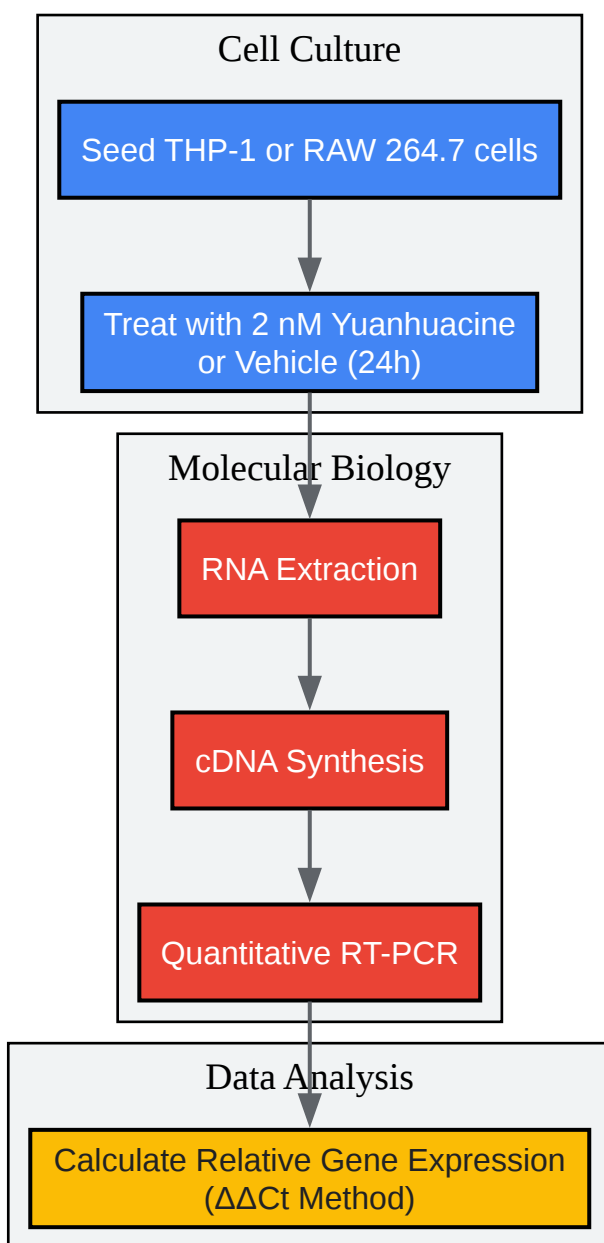 Cell Culture
Seed THP-1 or RAW 264.7 cells
Treat with 2 nM Yuanhuacine
or Vehicle (24h)
Molecular Biology
RNA Extraction
cDNA Synthesis
Quantitative RT-PCR
Data Analysis
Calculate Relative Gene Expression
(ΔΔCt Method)